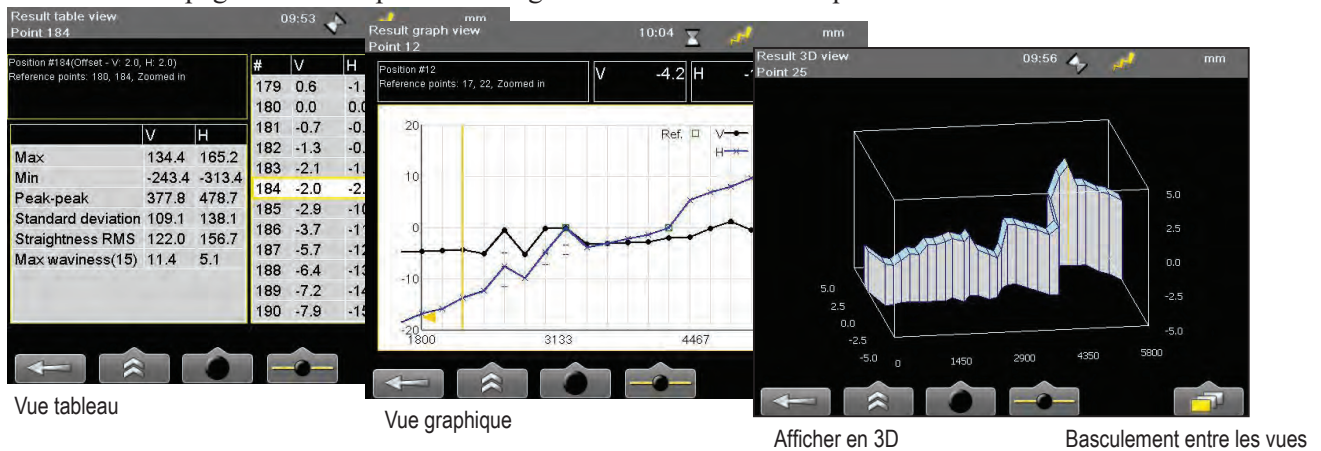 Result table view 09:53 mm
Point 184
Position #184(Offset - V: 2.0, H: 2.0)
Reference points: 180, 184, Zoomed in
V H
Max 134.4 165.2
Min -243.4 -313.4
Peak-peak 377.8 478.7
Standard deviation 109.1 138.1
Straightness RMS 122.0 156.7
Max waviness(15) 11.4 5.1
# V H
179 0.6
180 0.0
181 -0.7
182 -1.3
183 -2.1
184 -2.0
185 -2.9
186 -3.7
187 -5.7
188 -6.4
189 -7.2
190 -7.9
Vue tableau
Result graph view 10:04 mm
Point 12
Position #12
Reference points: 17, 22, Zoomed in
V -4.2 H
Ref. V
H
20
10
0
-10
-20
1800 3133 4467
Vue graphique
Result 3D view 09:56 mm
Point 25
5.0
2.5
0.0
-2.5
-5.0
5.0
2.5
0.0
-2.5
-5.0
0 1450 2900 4350 5800
Afficher en 3D
Basculement entre les vues